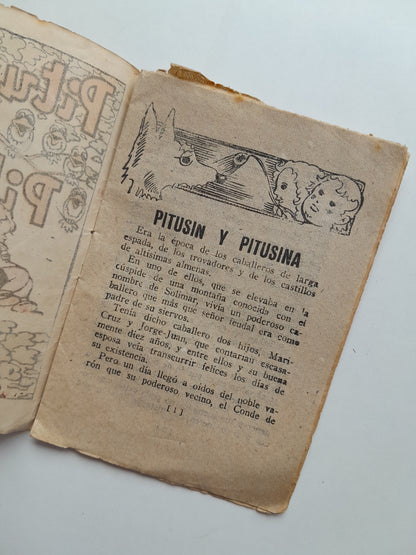 Pitu
Pi
PITUSIN Y PITUSINA
Era la época de los caballeros de larga
espada, de los trovadores y de los castillos
de altísimas almenas.
En uno de ellos, que se elevaba en la
cúspide de una montaña conocida con el
nombre de Solimar, vivía un poderoso ca-
ballero que más que señor feudal era como
padre de su siervos.
Tenía dicho caballero dos hijos, Mari-
Cruz y Jorge-Juan, que contarían escasa-
mente diez años, y entre ellos y su buena
esposa veía transcurrir felices los días de
su existencia.
Pero un día llegó a oídos del noble va-
rón que su poderoso vecino, el Conde de
[ 1 ]